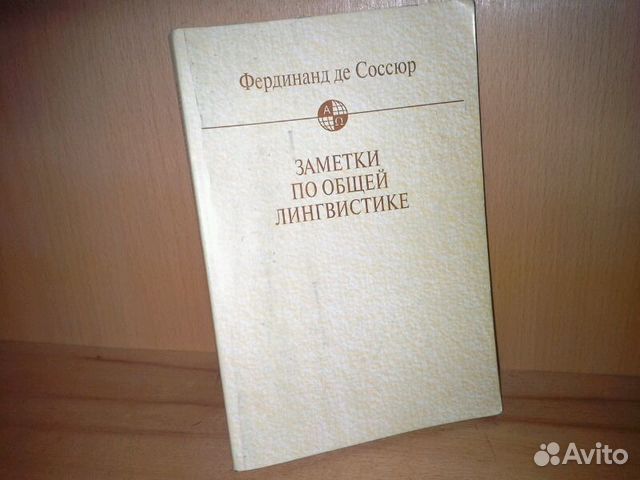 Фердинанд де Соссюр
Α
Ω
ЗАМЕТКИ
ПО ОБЩЕЙ
ЛИНГВИСТИКЕ
Avito